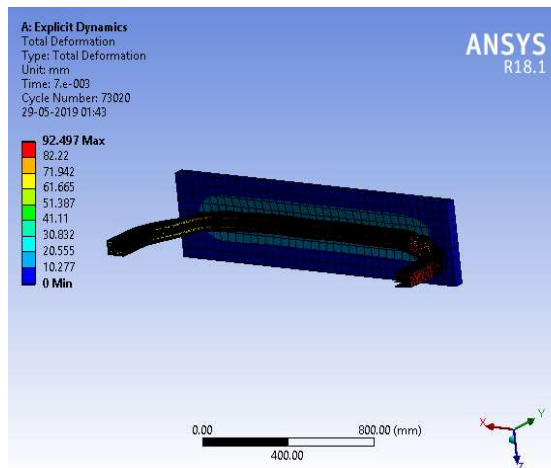 A: Explicit Dynamics
Total Deformation
Type: Total Deformation
Unit: mm
Time: 7.e-003
Cycle Number: 73020
29-05-2019 01:43
ANSYS
R18.1
92.497 Max
82.22
71.942
61.665
51.387
41.11
30.832
20.555
10.277
0 Min
0.00 800.00 (mm)
400.00
X Y
Z